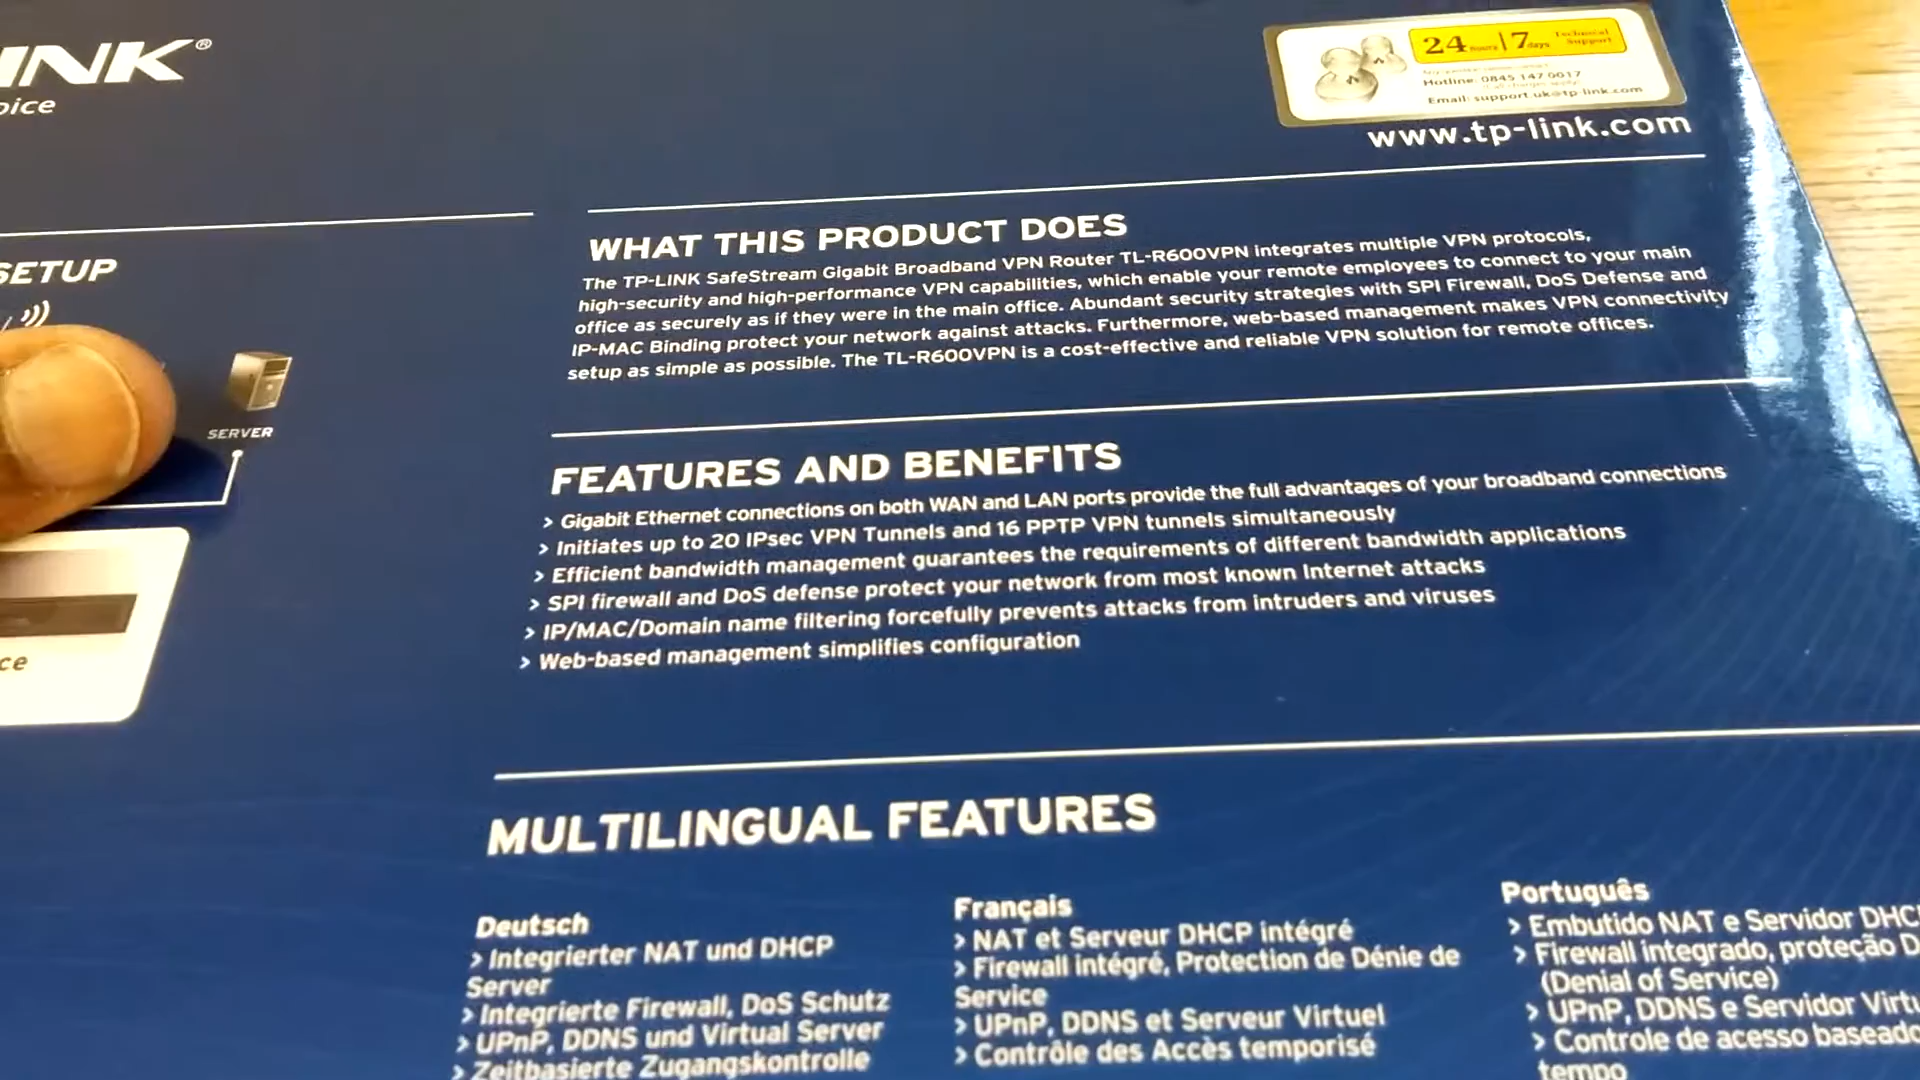 INK®
oice
24 hours 7 days Technical Support
Hotline: 0845 147 0017
Email: support.uk@tp-link.com
www.tp-link.com
SETUP
SERVER
ce
WHAT THIS PRODUCT DOES
The TP-LINK SafeStream Gigabit Broadband VPN Router TL-R600VPN integrates multiple VPN protocols,
high-security and high-performance VPN capabilities, which enable your remote employees to connect to your main
office as securely as if they were in the main office. Abundant security strategies with SPI Firewall, DoS Defense and
IP-MAC Binding protect your network against attacks. Furthermore, web-based management makes VPN connectivity
setup as simple as possible. The TL-R600VPN is a cost-effective and reliable VPN solution for remote offices.
FEATURES AND BENEFITS
> Gigabit Ethernet connections on both WAN and LAN ports provide the full advantages of your broadband connections
> Initiates up to 20 IPsec VPN Tunnels and 16 PPTP VPN tunnels simultaneously
> Efficient bandwidth management guarantees the requirements of different bandwidth applications
> SPI firewall and DoS defense protect your network from most known Internet attacks
> IP/MAC/Domain name filtering forcefully prevents attacks from intruders and viruses
> Web-based management simplifies configuration
MULTILINGUAL FEATURES
Deutsch
> Integrierter NAT und DHCP
Server
> Integrierte Firewall, DoS Schutz
> UPnP, DDNS und Virtual Server
> Zeitbasierte Zugangskontrolle
Français
> NAT et Serveur DHCP intégré
> Firewall intégré, Protection de Dénie de
Service
> UPnP, DDNS et Serveur Virtuel
> Contrôle des Accès temporisé
Português
> Embutido NAT e Servidor DHC
> Firewall integrado, proteção D
(Denial of Service)
> UPnP, DDNS e Servidor Virtu
> Controle de acesso baseado
tempo